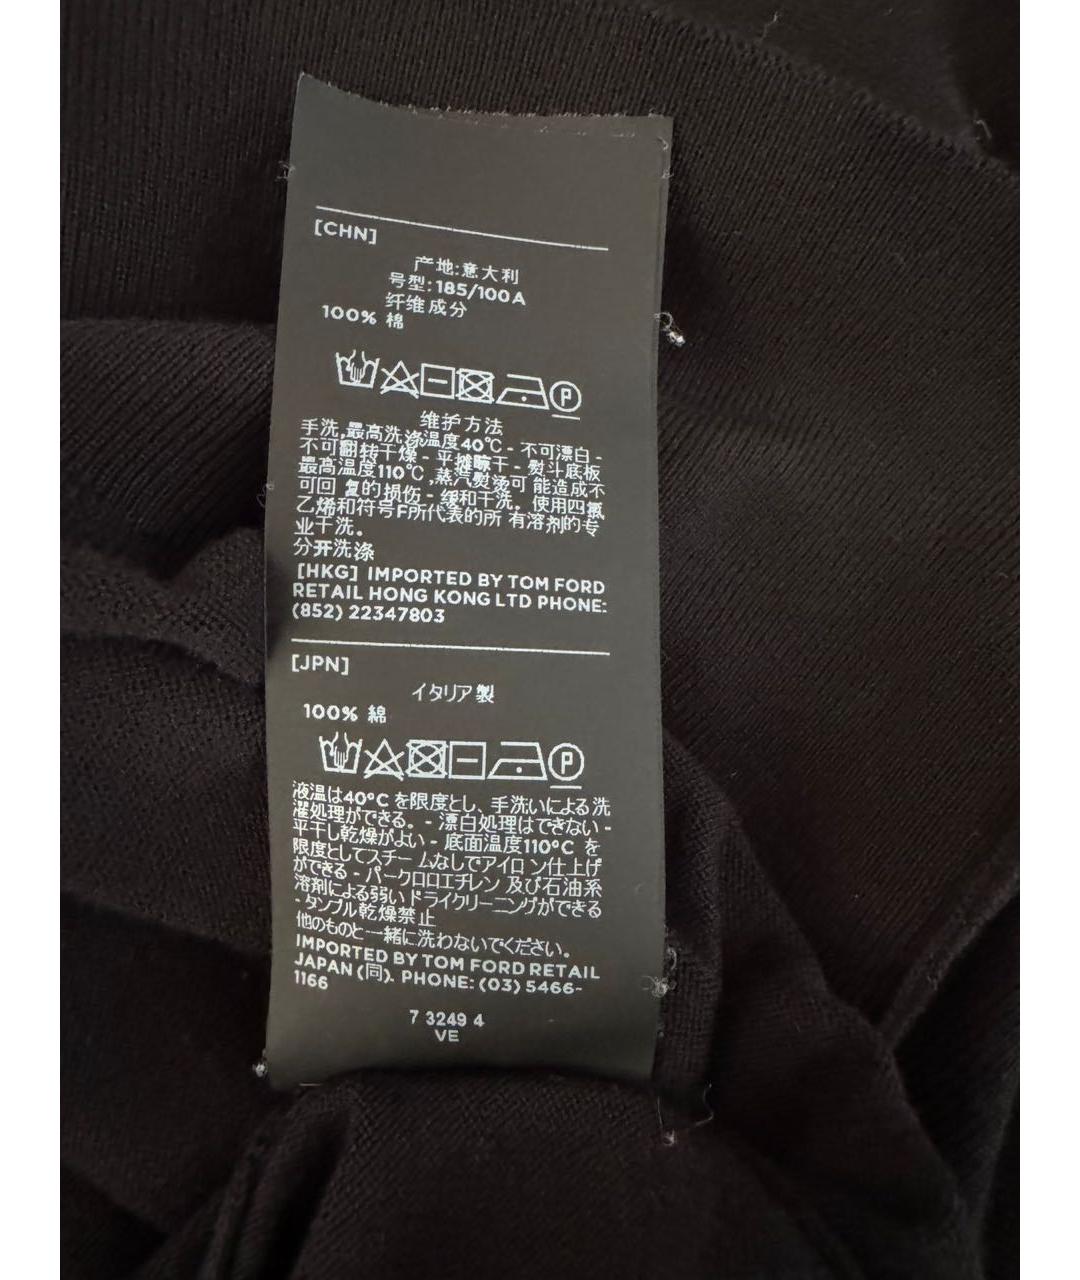 [CHN]
产地:意大利
号型:185/100A
纤维成分
100% 棉
P
维护方法
手洗,最高洗涤温度40℃ - 不可漂白 -
不可翻转干燥 - 平摊晾干 - 熨斗底板
最高温度110℃,蒸汽熨烫可 能造成不
可回 复的损伤 - 缓和干洗。使用四氯
乙烯和符号F所代表的所 有溶剂的专
业干洗。
分开洗涤
[HKG] IMPORTED BY TOM FORD
RETAIL HONG KONG LTD PHONE:
(852) 22347803
[JPN]
イタリア製
100% 綿
P
液温は40°C を限度とし、手洗いによる 洗
濯処理ができる。 - 漂白処理はできない -
平干し乾燥がよい - 底面温度110°C を
限度としてスチームなしでアイロン仕上げ
ができる - パークロロエチレン 及び石油系
溶剤による弱いドライクリーニングができる
- タンブル乾燥禁止
他のものと一緒に洗わないでください。
IMPORTED BY TOM FORD RETAIL
JAPAN (同). PHONE: (03) 5466-
1166
7 3249 4
VE